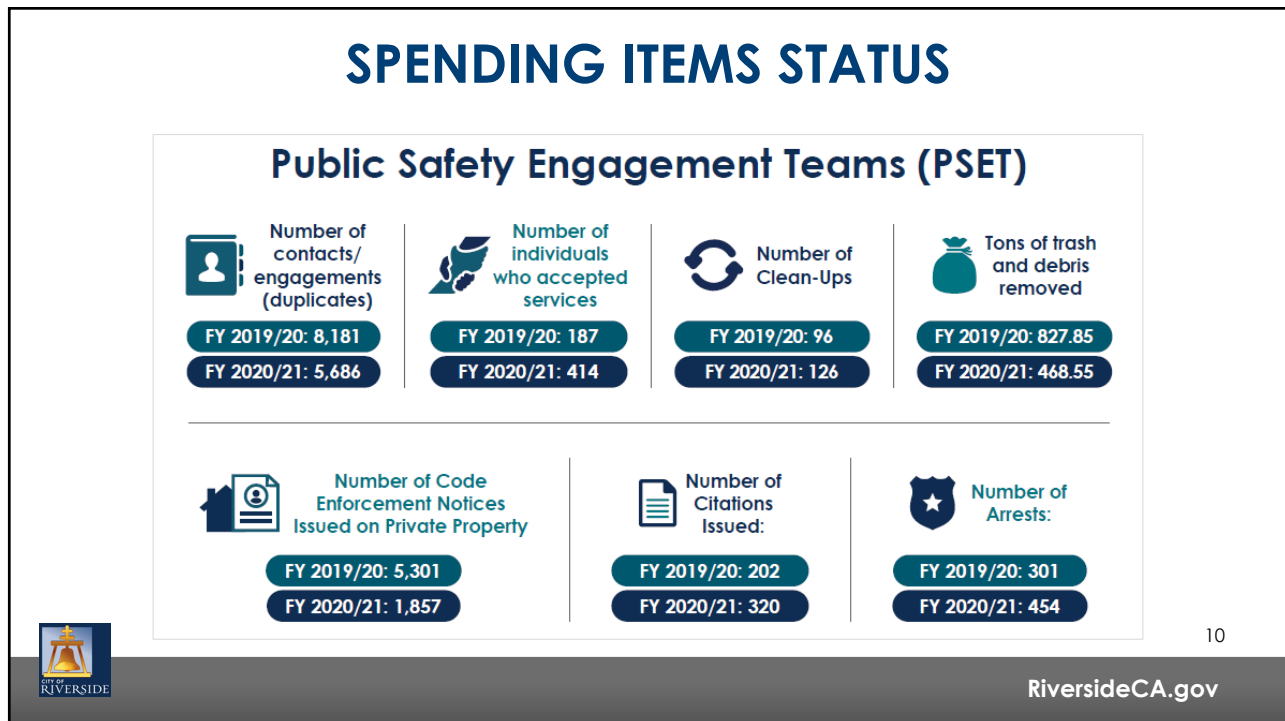 SPENDING ITEMS STATUS
Public Safety Engagement Teams (PSET)
Number of
contacts/
engagements
(duplicates)
FY 2019/20: 8,181
FY 2020/21: 5,686
Number of
individuals
who accepted
services
FY 2019/20: 187
FY 2020/21: 414
Number of
Clean-Ups
FY 2019/20: 96
FY 2020/21: 126
Tons of trash
and debris
removed
FY 2019/20: 827.85
FY 2020/21: 468.55
Number of Code
Enforcement Notices
Issued on Private Property
FY 2019/20: 5,301
FY 2020/21: 1,857
Number of
Citations
Issued:
FY 2019/20: 202
FY 2020/21: 320
Number of
Arrests:
FY 2019/20: 301
FY 2020/21: 454
10
CITY OF
RIVERSIDE
RiversideCA.gov